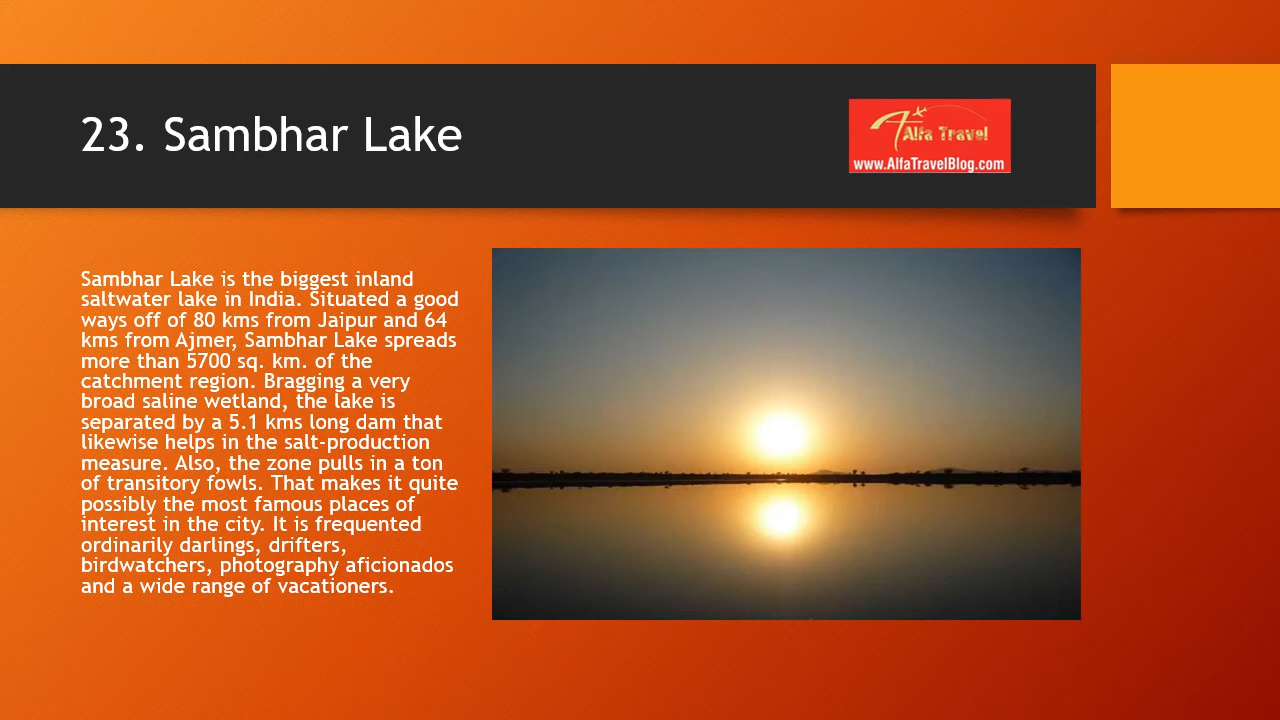 23. Sambhar Lake
Alfa Travel
www.AlfaTravelBlog.com
Sambhar Lake is the biggest inland
saltwater lake in India. Situated a good
ways off of 80 kms from Jaipur and 64
kms from Ajmer, Sambhar Lake spreads
more than 5700 sq. km. of the
catchment region. Bragging a very
broad saline wetland, the lake is
separated by a 5.1 kms long dam that
likewise helps in the salt-production
measure. Also, the zone pulls in a ton
of transitory fowls. That makes it quite
possibly the most famous places of
interest in the city. It is frequented
ordinarily darlings, drifters,
birdwatchers, photography aficionados
and a wide range of vacationers.